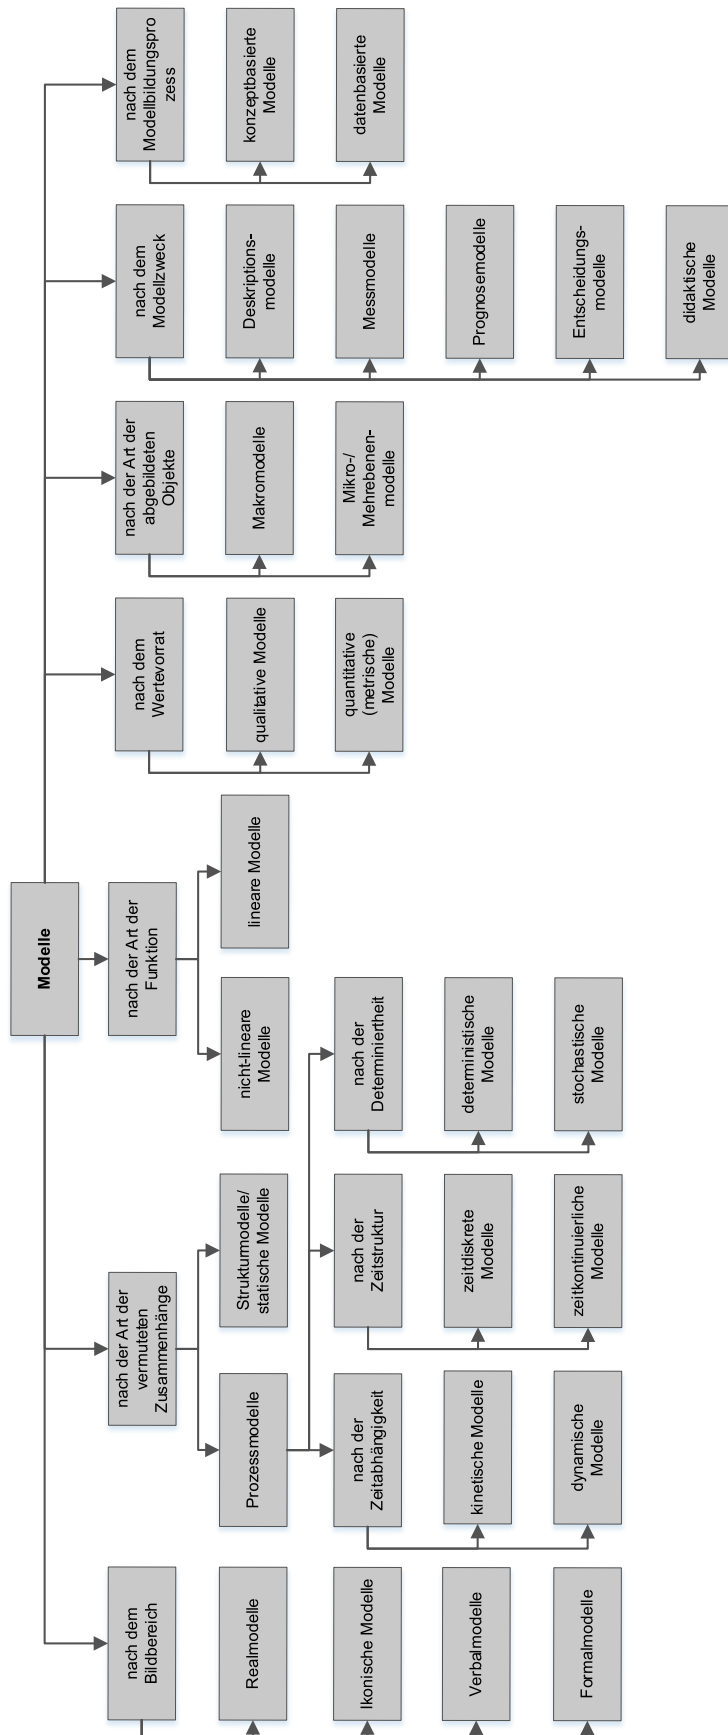 Modelle
nach dem
Bildbereich
Realmodelle
Ikonische Modelle
Verbalmodelle
Formalmodelle
nach der Art der
vermuteten
Zusammenhänge
Prozessmodelle
nach der
Zeitabhängigkeit
kinetische Modelle
dynamische
Modelle
nach der
Zeitstruktur
zeitdiskrete
Modelle
zeitkontinuierliche
Modelle
nach der
Determiniertheit
deterministische
Modelle
stochastische
Modelle
Strukturmodelle/
statische Modelle
nach der Art der
Funktion
nicht-lineare
Modelle
lineare Modelle
nach dem
Wertevorrat
qualitative Modelle
quantitative
(metrische)
Modelle
nach der Art der
abgebildeten
Objekte
Makromodelle
Mikro-/
Mehrebenen-
modelle
nach dem
Modellzweck
Deskriptions-
modelle
Messmodelle
Prognosemodelle
Entscheidungs-
modelle
didaktische
Modelle
nach dem
Modellbildungspro
zess
konzeptbasierte
Modelle
datenbasierte
Modelle